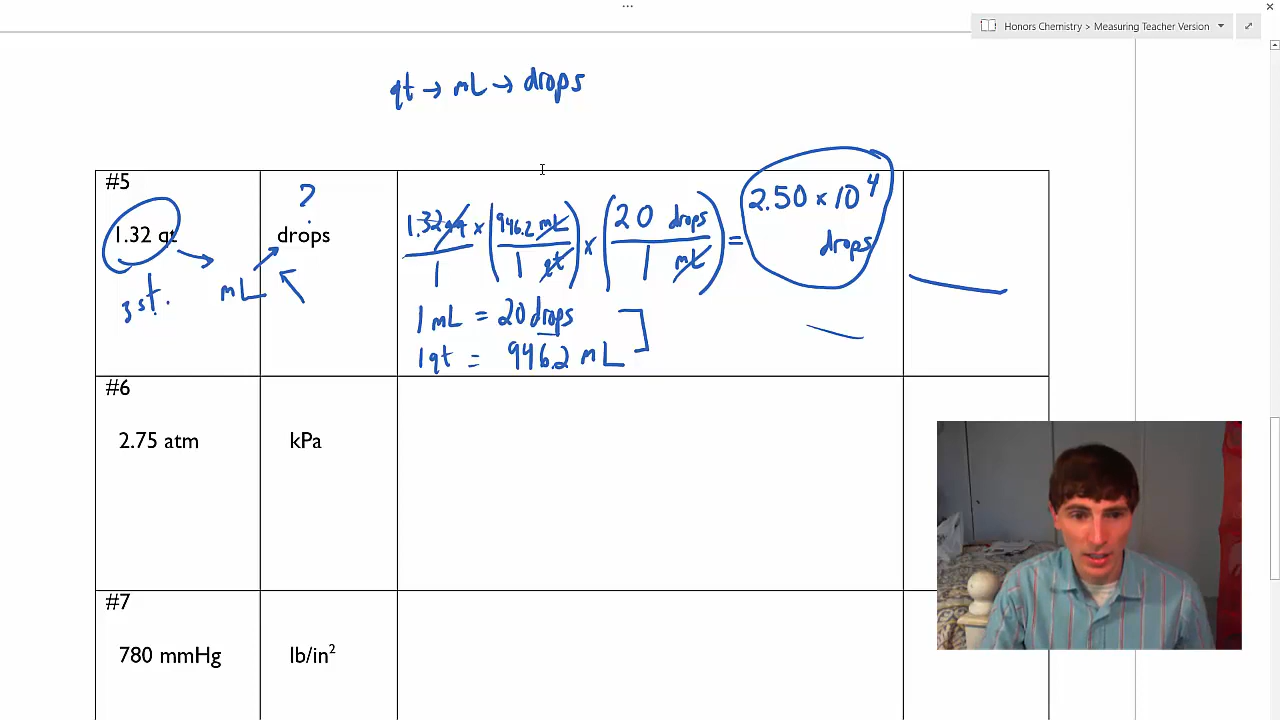 ...
Honors Chemistry > Measuring Teacher Version
qt → mL → drops
#5
1.32 qt
3 s.f.
mL
?
drops
1.32 qt / 1 × (946.2 mL / 1 qt) × (20 drops / 1 mL) = 2.50 × 10⁴ drops
1 mL = 20 drops
1 qt = 946.2 mL
#6
2.75 atm
kPa
#7
780 mmHg
lb/in²